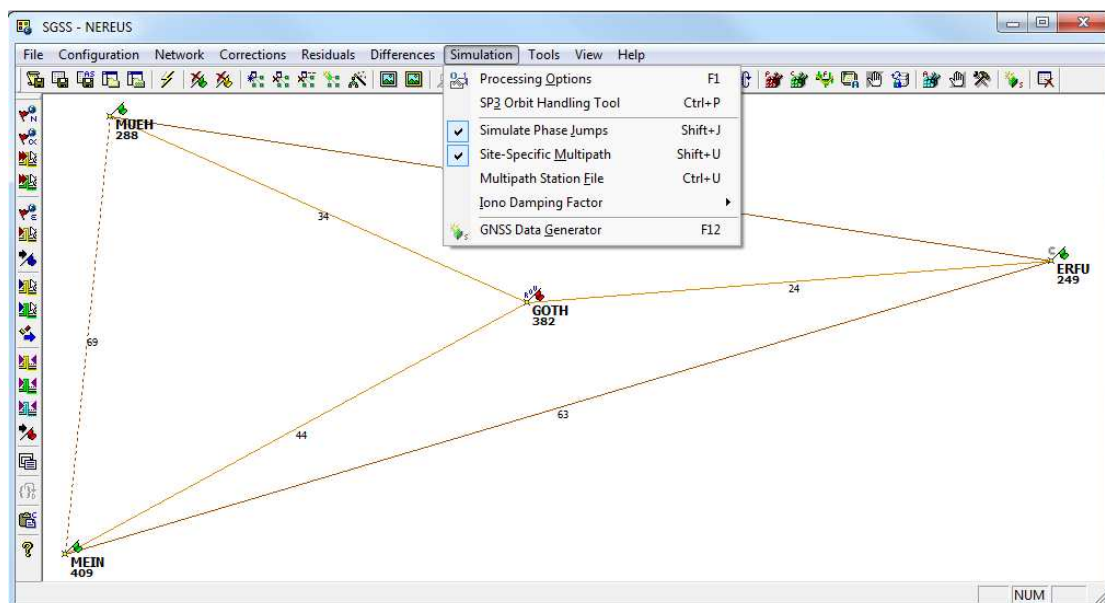 SGSS - NEREUS
File Configuration Network Corrections Residuals Differences Simulation Tools View Help
Processing Options F1
SP3 Orbit Handling Tool Ctrl+P
Simulate Phase Jumps Shift+J
Site-Specific Multipath Shift+U
Multipath Station File Ctrl+U
Iono Damping Factor
GNSS Data Generator F12
MUEH
288
34
ERFU
249
24
GOTH
382
69
63
44
MEIN
409
NUM